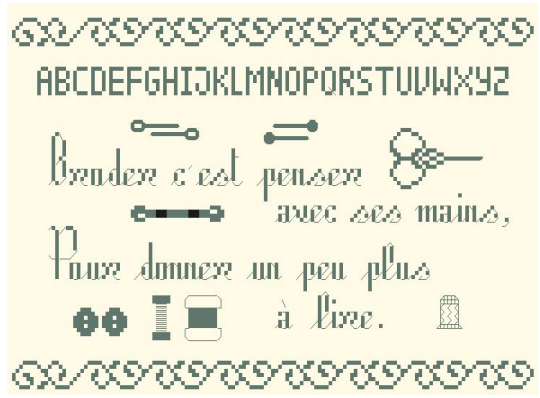 ABCDEFGHIJKLMNOPQRSTUVWXYZ
Broder c'est penser
avec ses mains,
Pour donner un peu plus
à lire.